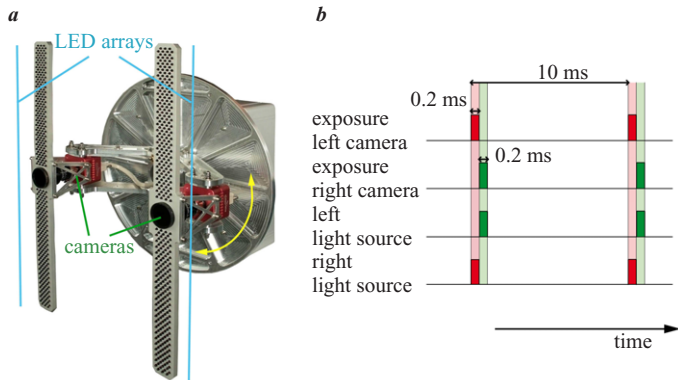 a
LED arrays
cameras
b
10 ms
0.2 ms
exposure
left camera
0.2 ms
exposure
right camera
left
light source
right
light source
time